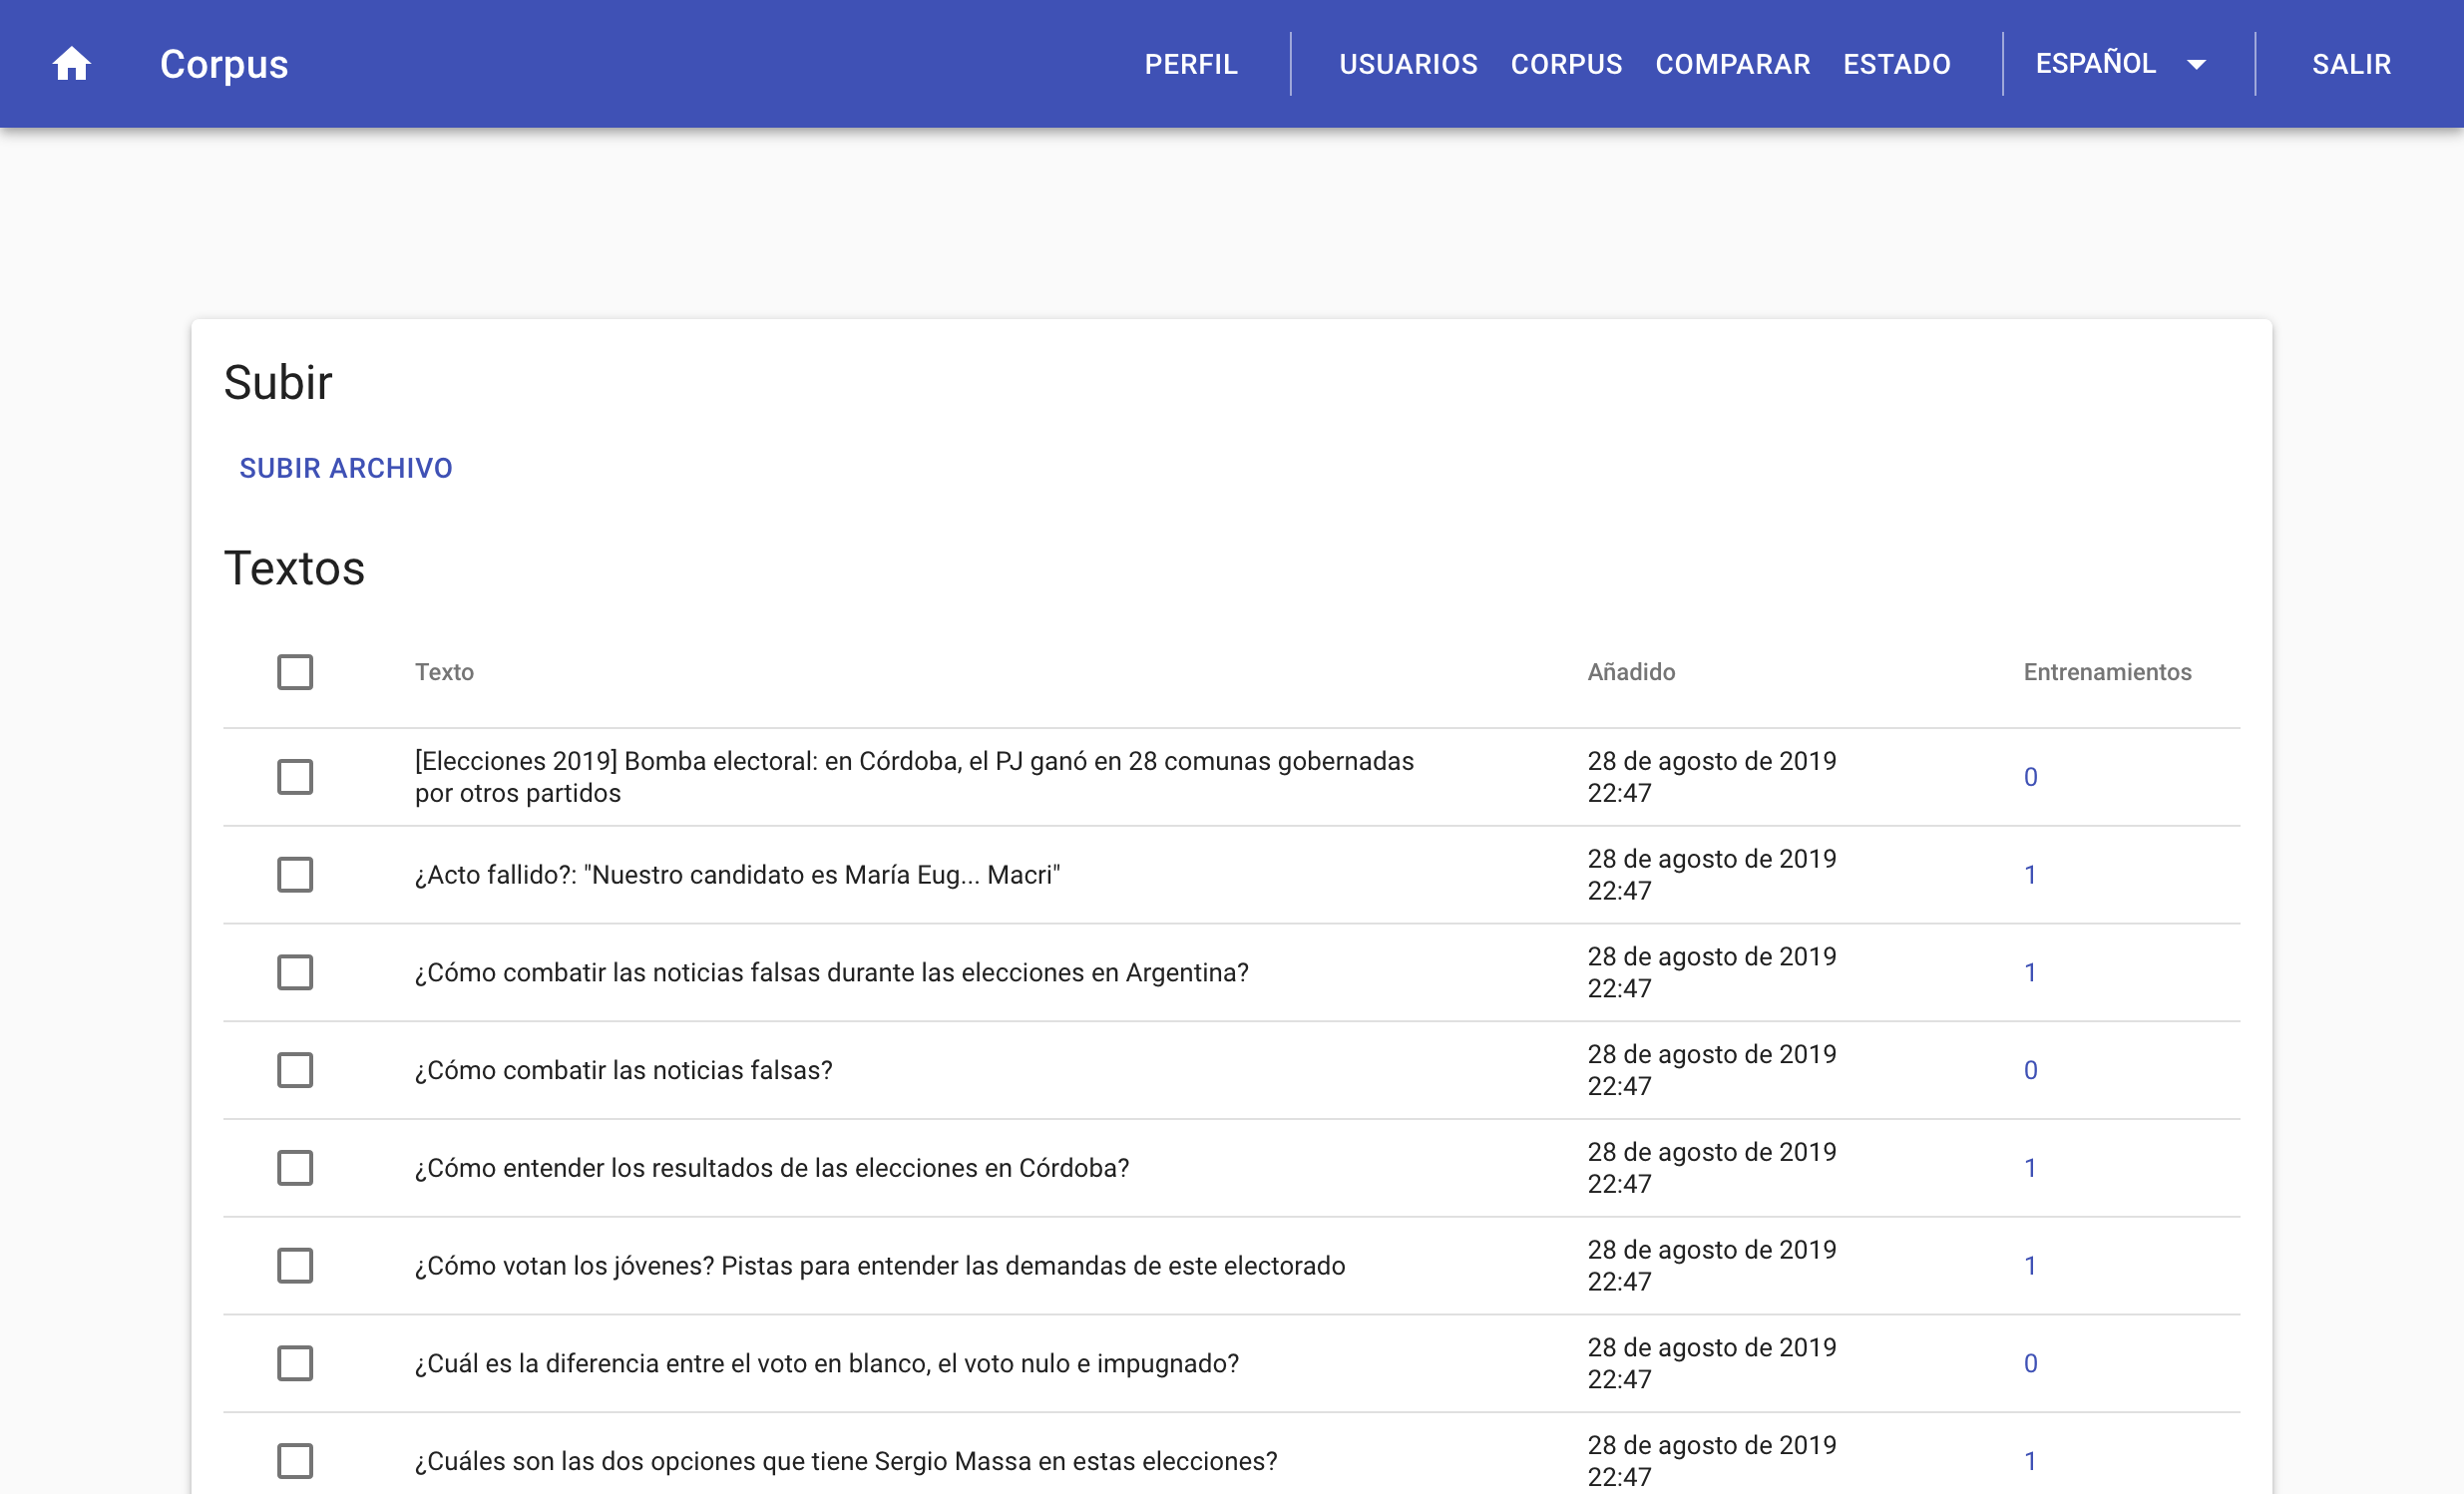 Corpus
PERFIL
USUARIOS
CORPUS
COMPARAR
ESTADO
ESPAÑOL
SALIR
Subir
SUBIR ARCHIVO
Textos
Texto
Añadido
Entrenamientos
[Elecciones 2019] Bomba electoral: en Córdoba, el PJ ganó en 28 comunas gobernadas
por otros partidos
28 de agosto de 2019
22:47
0
¿Acto fallido?: "Nuestro candidato es María Eug... Macri"
28 de agosto de 2019
22:47
1
¿Cómo combatir las noticias falsas durante las elecciones en Argentina?
28 de agosto de 2019
22:47
1
¿Cómo combatir las noticias falsas?
28 de agosto de 2019
22:47
0
¿Cómo entender los resultados de las elecciones en Córdoba?
28 de agosto de 2019
22:47
1
¿Cómo votan los jóvenes? Pistas para entender las demandas de este electorado
28 de agosto de 2019
22:47
1
¿Cuál es la diferencia entre el voto en blanco, el voto nulo e impugnado?
28 de agosto de 2019
22:47
0
¿Cuáles son las dos opciones que tiene Sergio Massa en estas elecciones?
28 de agosto de 2019
22:47
1